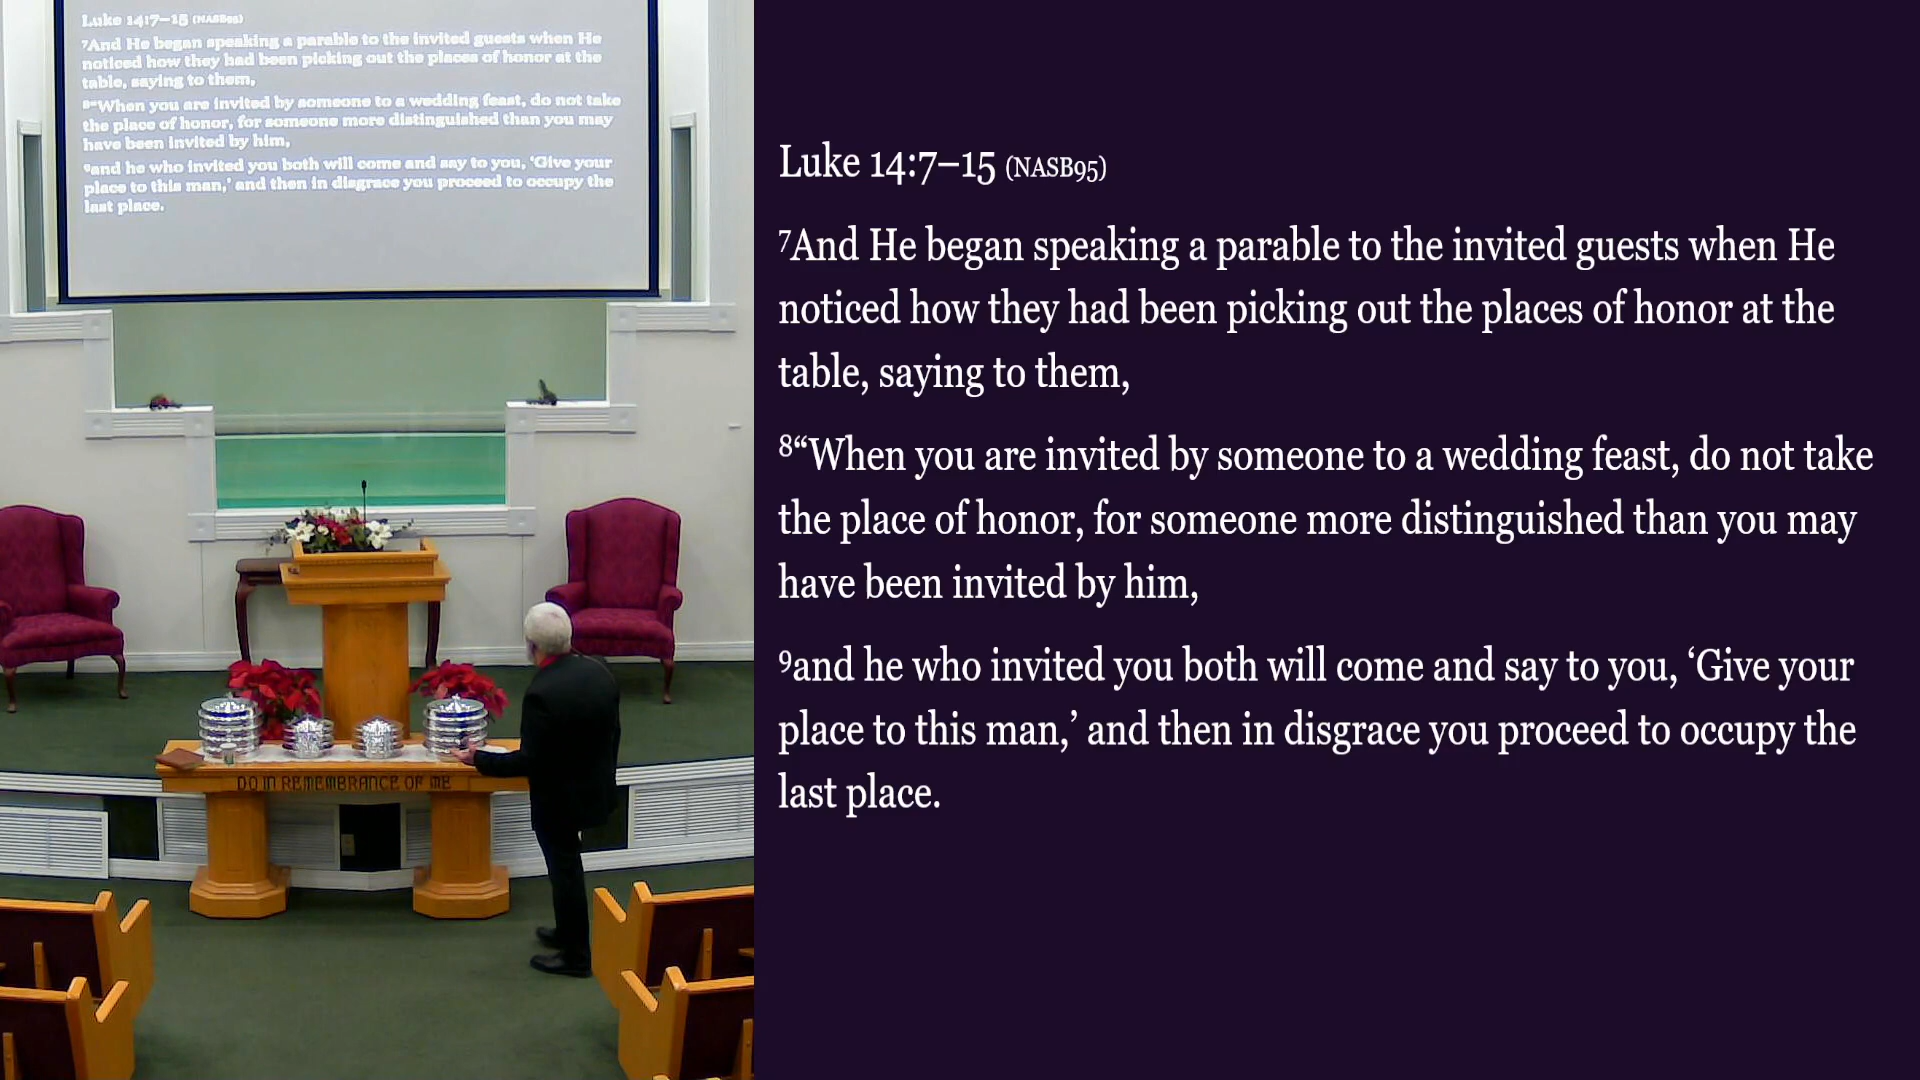 Luke 14:7–15 (NASB95)
7And He began speaking a parable to the invited guests when He
noticed how they had been picking out the places of honor at the
table, saying to them,
8“When you are invited by someone to a wedding feast, do not take
the place of honor, for someone more distinguished than you may
have been invited by him,
9and he who invited you both will come and say to you, ‘Give your
place to this man,’ and then in disgrace you proceed to occupy the
last place.
DO IN REMEMBRANCE OF ME
Luke 14:7–15 (NASB95)
7And He began speaking a parable to the invited guests when He
noticed how they had been picking out the places of honor at the
table, saying to them,
8“When you are invited by someone to a wedding feast, do not take
the place of honor, for someone more distinguished than you may
have been invited by him,
9and he who invited you both will come and say to you, ‘Give your
place to this man,’ and then in disgrace you proceed to occupy the
last place.